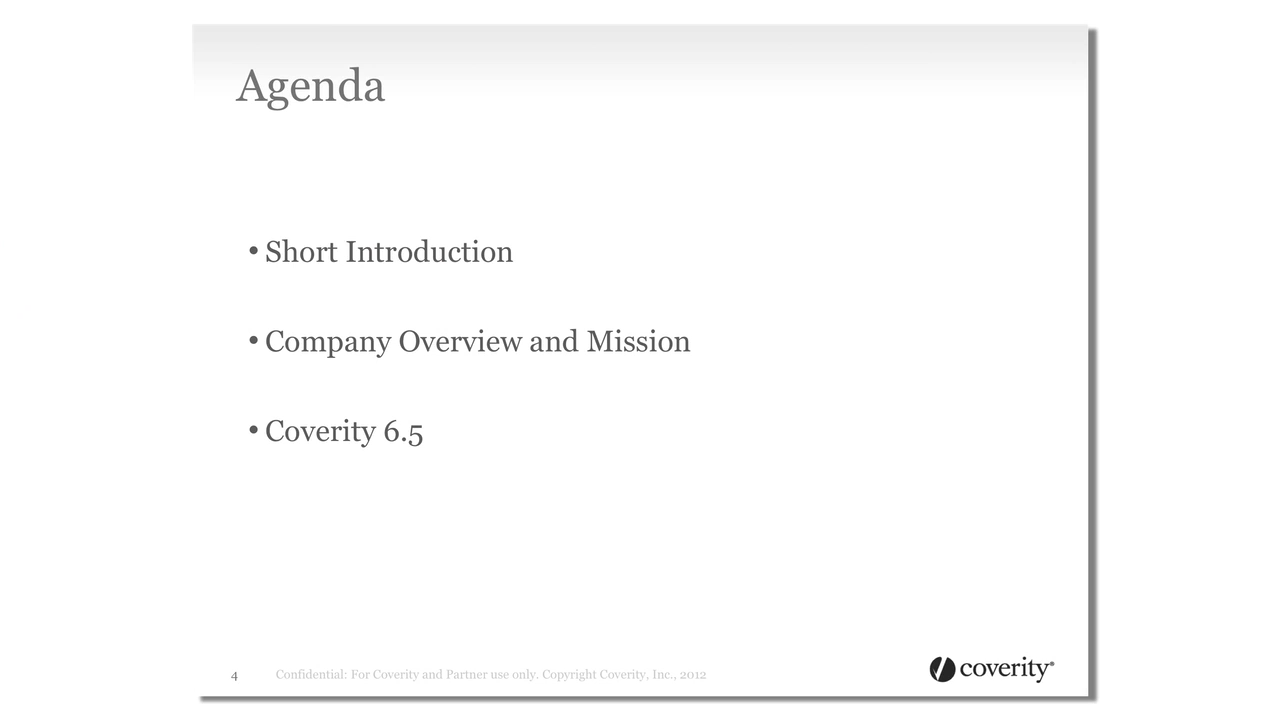 Agenda
• Short Introduction
• Company Overview and Mission
• Coverity 6.5
4 Confidential: For Coverity and Partner use only. Copyright Coverity, Inc., 2012
coverity®